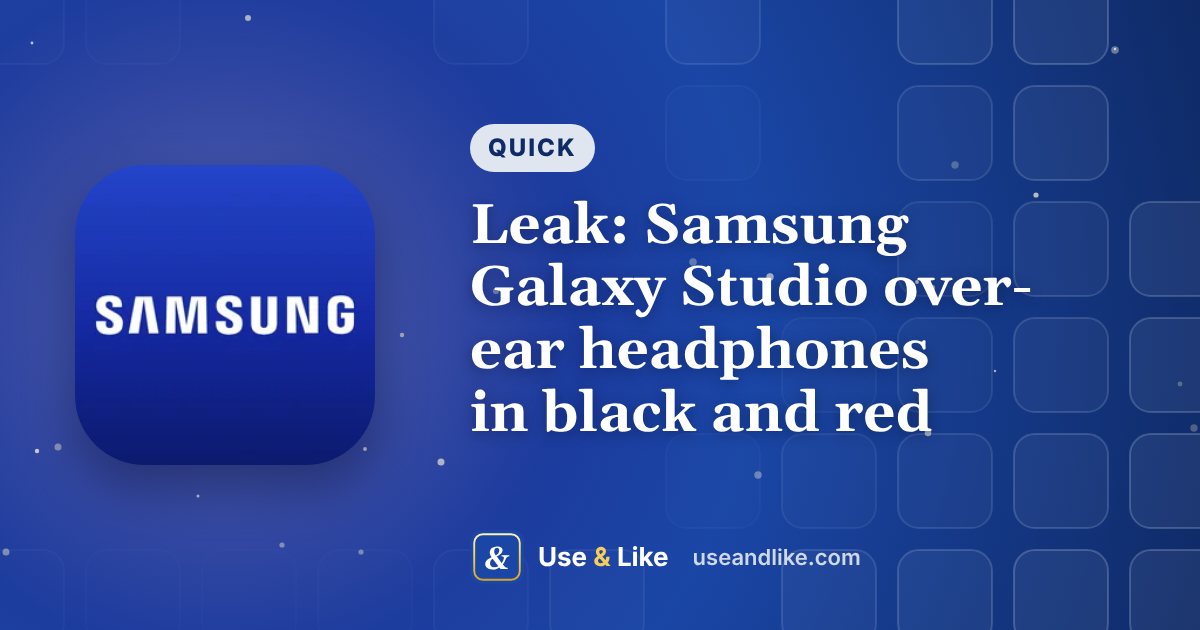 SAMSUNG
QUICK
Leak: Samsung
Galaxy Studio over-
ear headphones
in black and red
& Use & Like useandlike.com